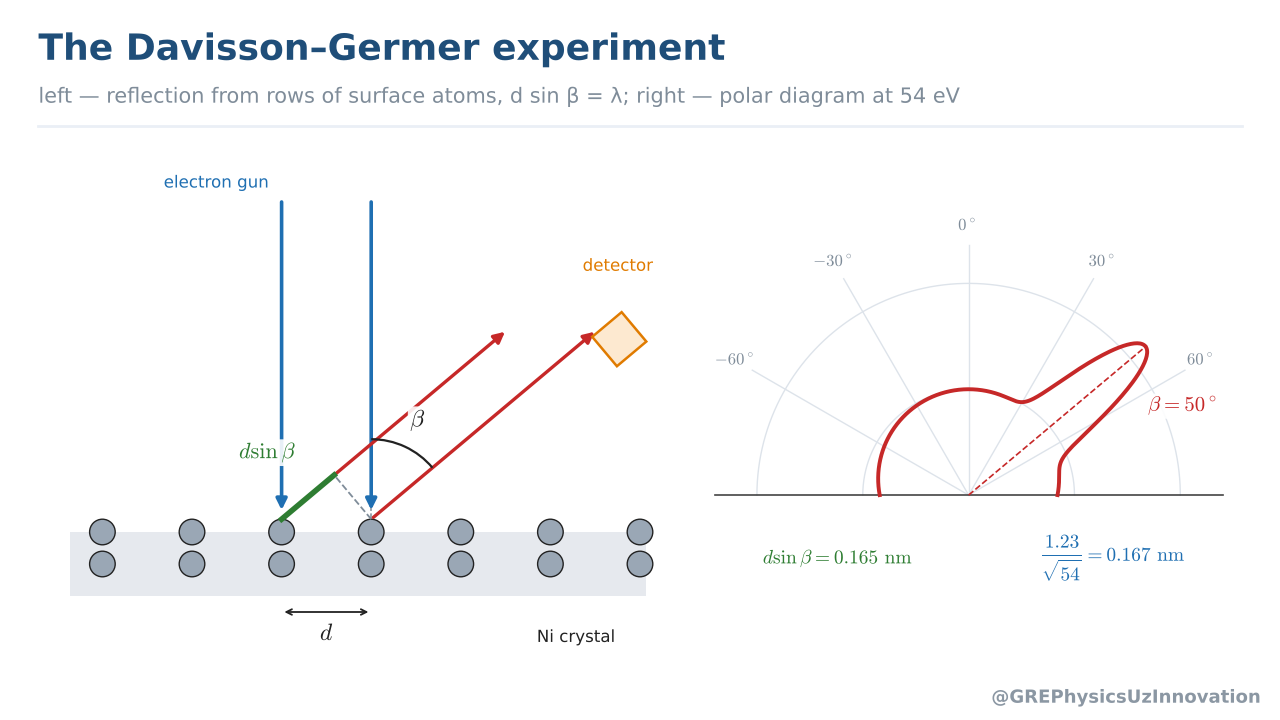 The Davisson–Germer experiment
left — reflection from rows of surface atoms, d sin β = λ; right — polar diagram at 54 eV
electron gun
detector
β
d sin β
d
Ni crystal
0°
−30°
30°
−60°
60°
β = 50°
d sin β = 0.165 nm
1.23/√54 = 0.167 nm
@GREPhysicsUzInnovation